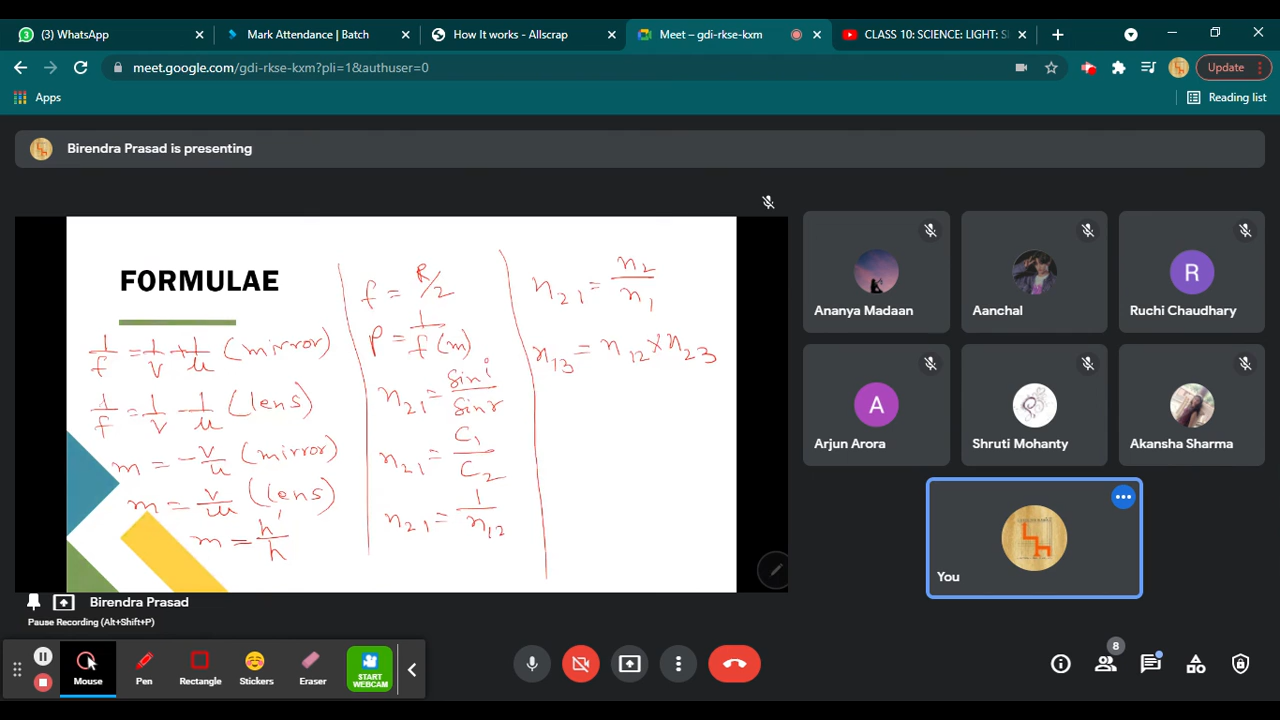 (3) WhatsApp
Mark Attendance | Batch
How It works - Allscrap
Meet – gdi-rkse-kxm
CLASS 10: SCIENCE: LIGHT: S
meet.google.com/gdi-rkse-kxm?pli=1&authuser=0
Update
Apps
Reading list
Birendra Prasad is presenting
FORMULAE
1/f = 1/v + 1/u (mirror)
1/f = 1/v - 1/u (lens)
m = -v/u (mirror)
m = v/u (lens)
m = h'/h
f = R/2
P = 1/f(m)
n21 = sin i/sin r
n21 = C1/C2
n21 = 1/n12
n21 = n2/n1
n13 = n12 × n23
Ananya Madaan
Aanchal
R
Ruchi Chaudhary
A
Arjun Arora
Shruti Mohanty
Akansha Sharma
You
Birendra Prasad
Pause Recording (Alt+Shift+P)
Mouse
Pen
Rectangle
Stickers
Eraser
START WEBCAM
8